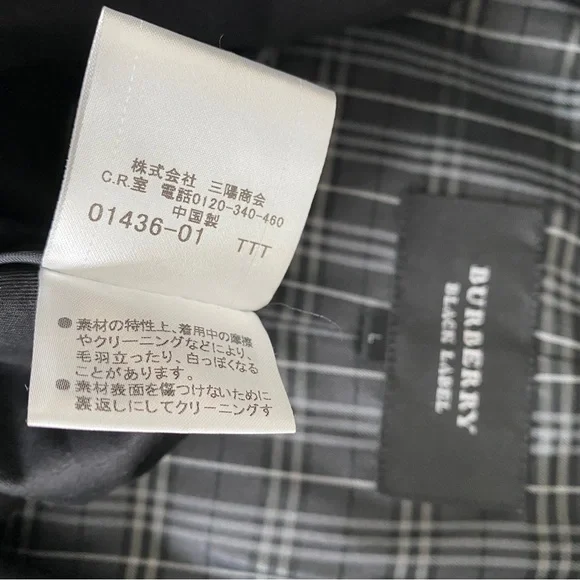 株式会社 三陽商会
C.R.室 電話0120-340-460
中国製
01436-01 TTT
●素材の特性上、着用中の摩擦
やクリーニングなどにより、
毛羽立ったり、白っぽくなる
ことがあります。
●素材表面を傷つけないために
裏返しにしてクリーニングす
BURBERRY
BLACK LABEL
L